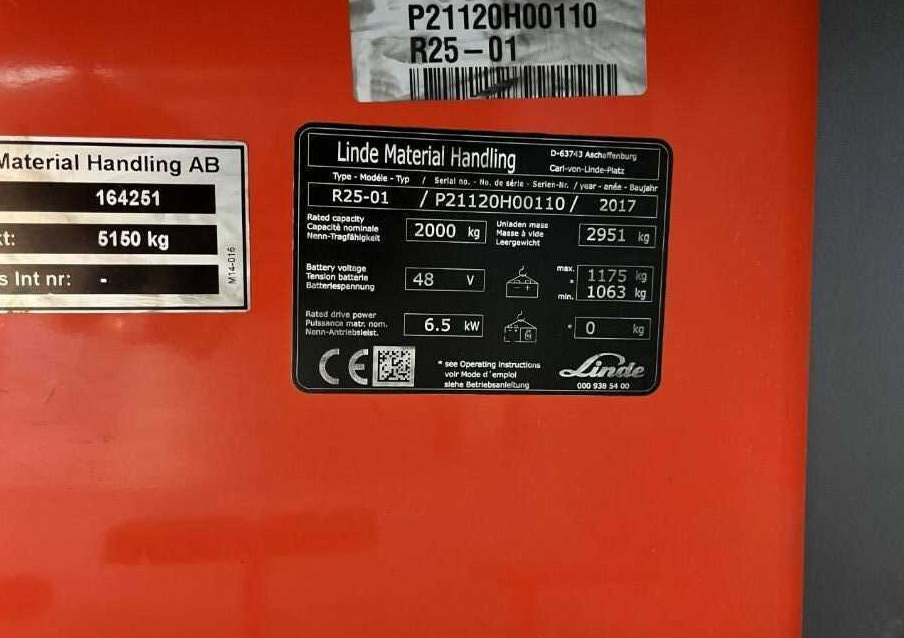 P21120H00110
R25-01
Material Handling AB
164251
kt: 5150 kg
s Int nr: -
M14-016
Linde Material Handling
D-63743 Aschaffenburg
Carl-von-Linde-Platz
Type - Modéle - Typ / Serial no. - No. de série - Serien-Nr. / year - année - Baujahr
R25-01 / P21120H00110 / 2017
Rated capacity
Capacité nominale
Nenn-Tragfähigkeit
2000 kg
Unladen mass
Masse à vide
Leergewicht
2951 kg
Battery voltage
Tension batterie
Batteriespannung
48 V
max. 1175 kg
*
min. 1063 kg
Rated drive power
Puissance motr. nom.
Nenn-Antriebsleist.
6.5 kW
* 0 kg
CE
* see Operating instructions
voir Mode d'emploi
siehe Betriebsanleitung
Linde
000 938 54 00